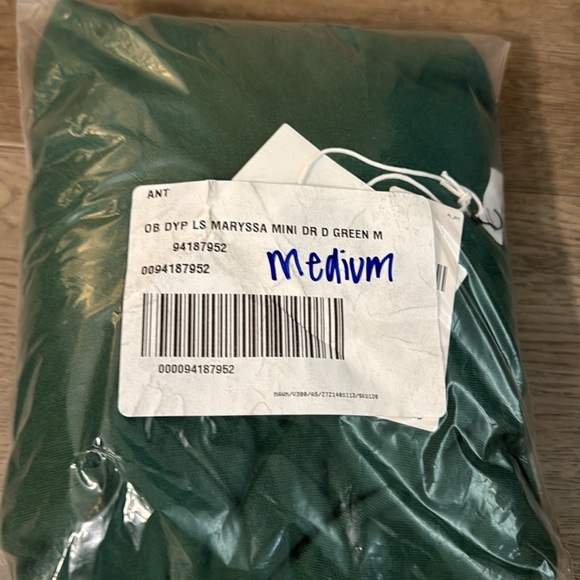 ANT
OB DYP LS MARYSSA MINI DR D GREEN M
94187952
0094187952
medium
000094187952